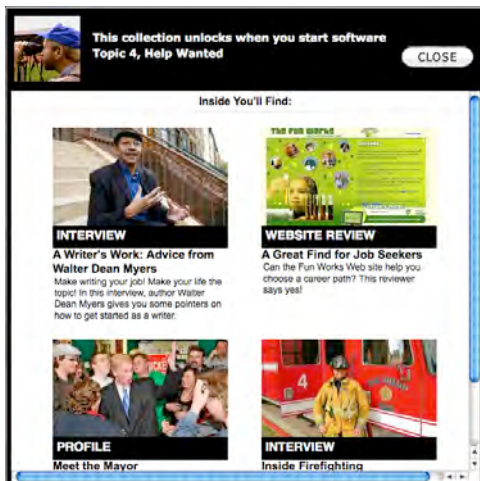 This collection unlocks when you start software
Topic 4, Help Wanted
CLOSE
Inside You'll Find:
INTERVIEW
A Writer's Work: Advice from
Walter Dean Myers
Make writing your job! Make your life the
topic! In this interview, author Walter
Dean Myers gives you some pointers on
how to get started as a writer.
The Fun Works
WEBSITE REVIEW
A Great Find for Job Seekers
Can the Fun Works Web site help you
choose a career path? This reviewer
says yes!
PROFILE
Meet the Mayor
4
INTERVIEW
Inside Firefighting